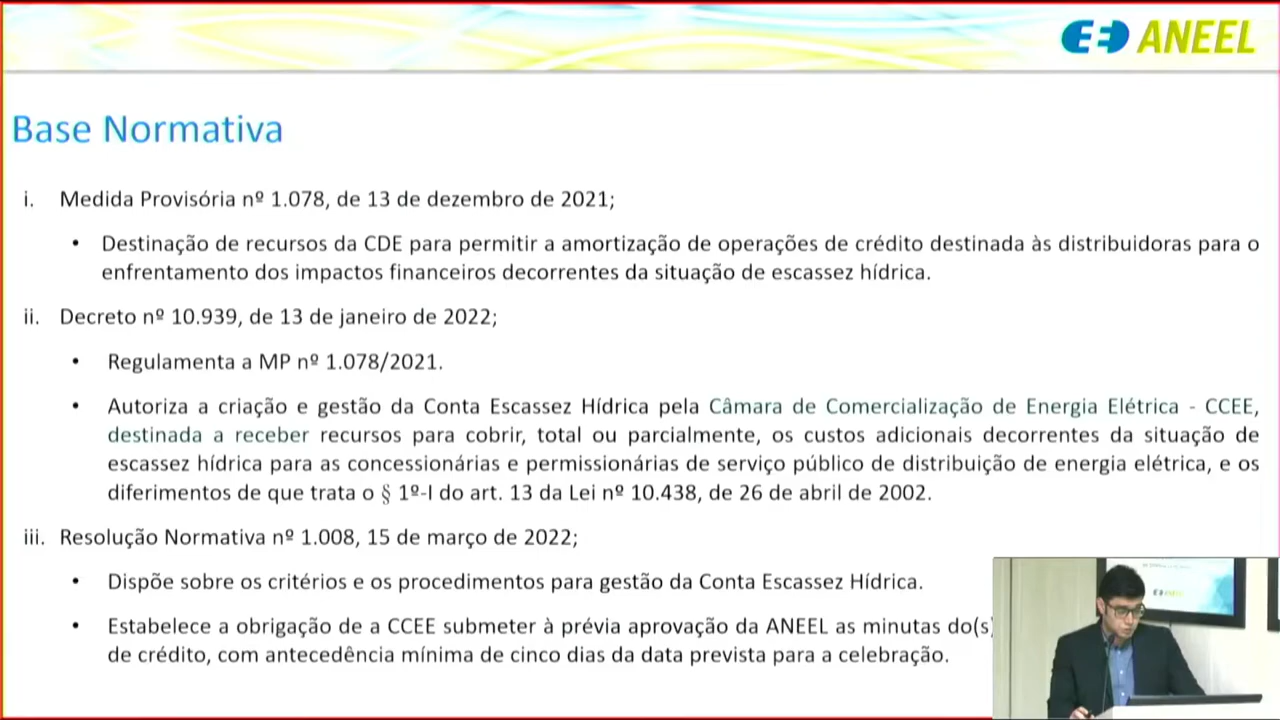 ANEEL
Base Normativa
i. Medida Provisória nº 1.078, de 13 de dezembro de 2021;
• Destinação de recursos da CDE para permitir a amortização de operações de crédito destinada às distribuidoras para o
enfrentamento dos impactos financeiros decorrentes da situação de escassez hídrica.
ii. Decreto nº 10.939, de 13 de janeiro de 2022;
• Regulamenta a MP nº 1.078/2021.
• Autoriza a criação e gestão da Conta Escassez Hídrica pela Câmara de Comercialização de Energia Elétrica - CCEE,
destinada a receber recursos para cobrir, total ou parcialmente, os custos adicionais decorrentes da situação de
escassez hídrica para as concessionárias e permissionárias de serviço público de distribuição de energia elétrica, e os
diferimentos de que trata o § 1º-I do art. 13 da Lei nº 10.438, de 26 de abril de 2002.
iii. Resolução Normativa nº 1.008, 15 de março de 2022;
• Dispõe sobre os critérios e os procedimentos para gestão da Conta Escassez Hídrica.
• Estabelece a obrigação de a CCEE submeter à prévia aprovação da ANEEL as minutas do(s)
de crédito, com antecedência mínima de cinco dias da data prevista para a celebração.